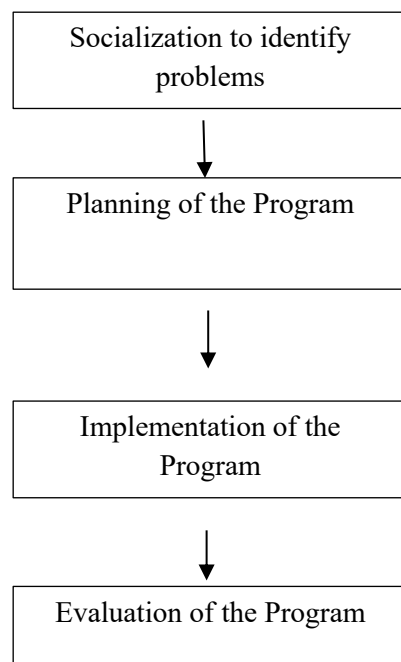 Socialization to identify
problems
Planning of the Program
Implementation of the
Program
Evaluation of the Program